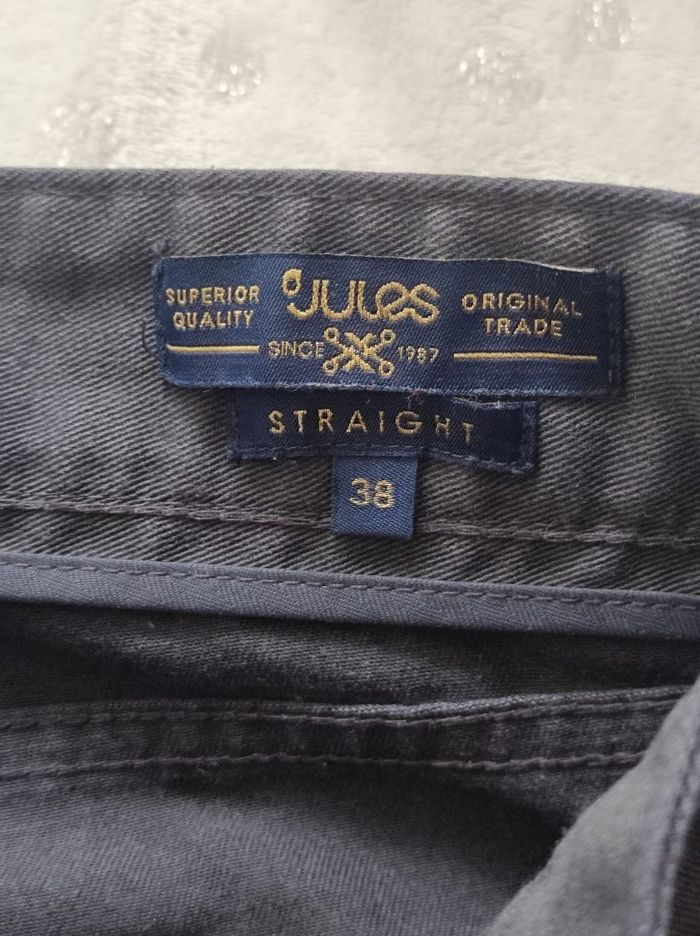 SUPERIOR QUALITY
JULES
ORIGINAL TRADE
SINCE 1987
STRAIGHT
38